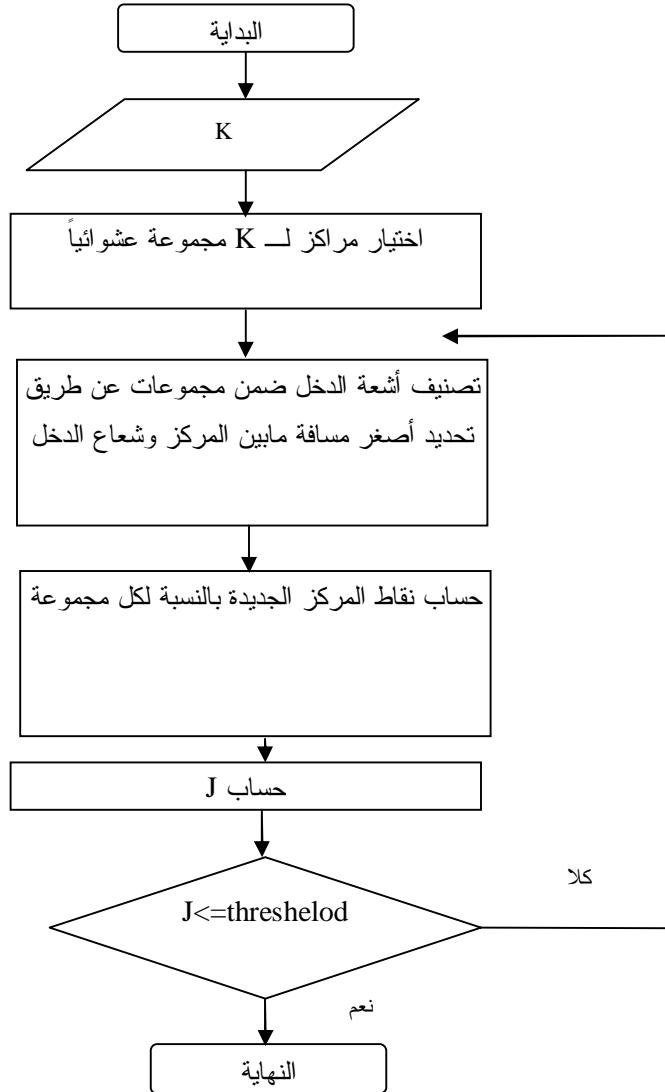 البداية
K
اختيار مراكز لــ K مجموعة عشوائياً
تصنيف أشعة الدخل ضمن مجموعات عن طريق
تحديد أصغر مسافة مابين المركز وشعاع الدخل
حساب نقاط المركز الجديدة بالنسبة لكل مجموعة
حساب J
J<=threshelod
كلا
نعم
النهاية